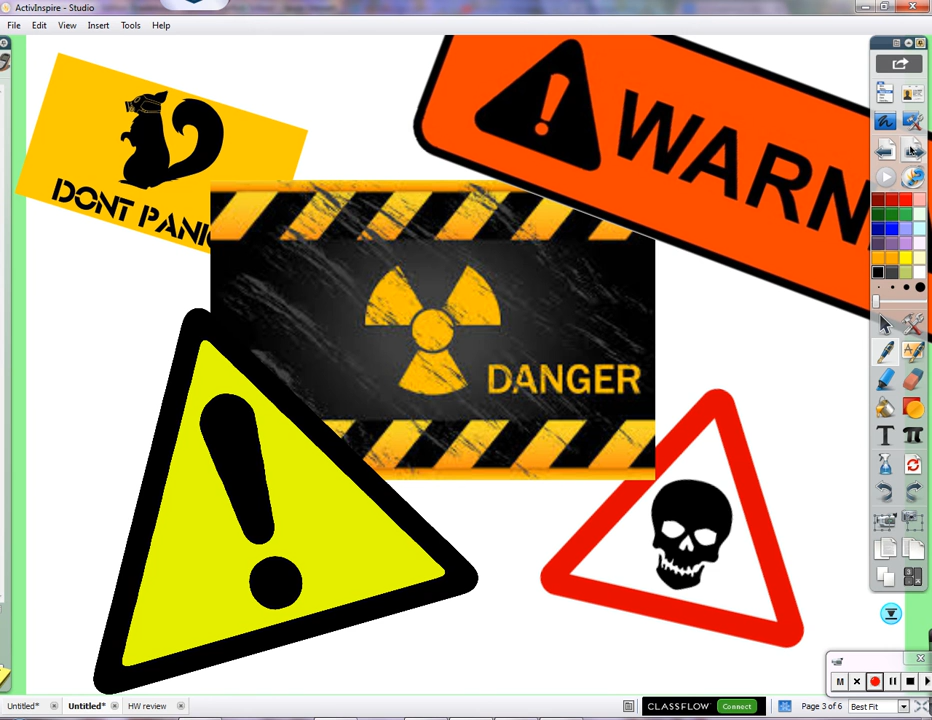 ActivInspire - Studio
File Edit View Insert Tools Help
DONT PANI
WARN
DANGER
T π
M
Untitled* Untitled* HW review
CLASSFLOW Connect
Page 3 of 6 Best Fit